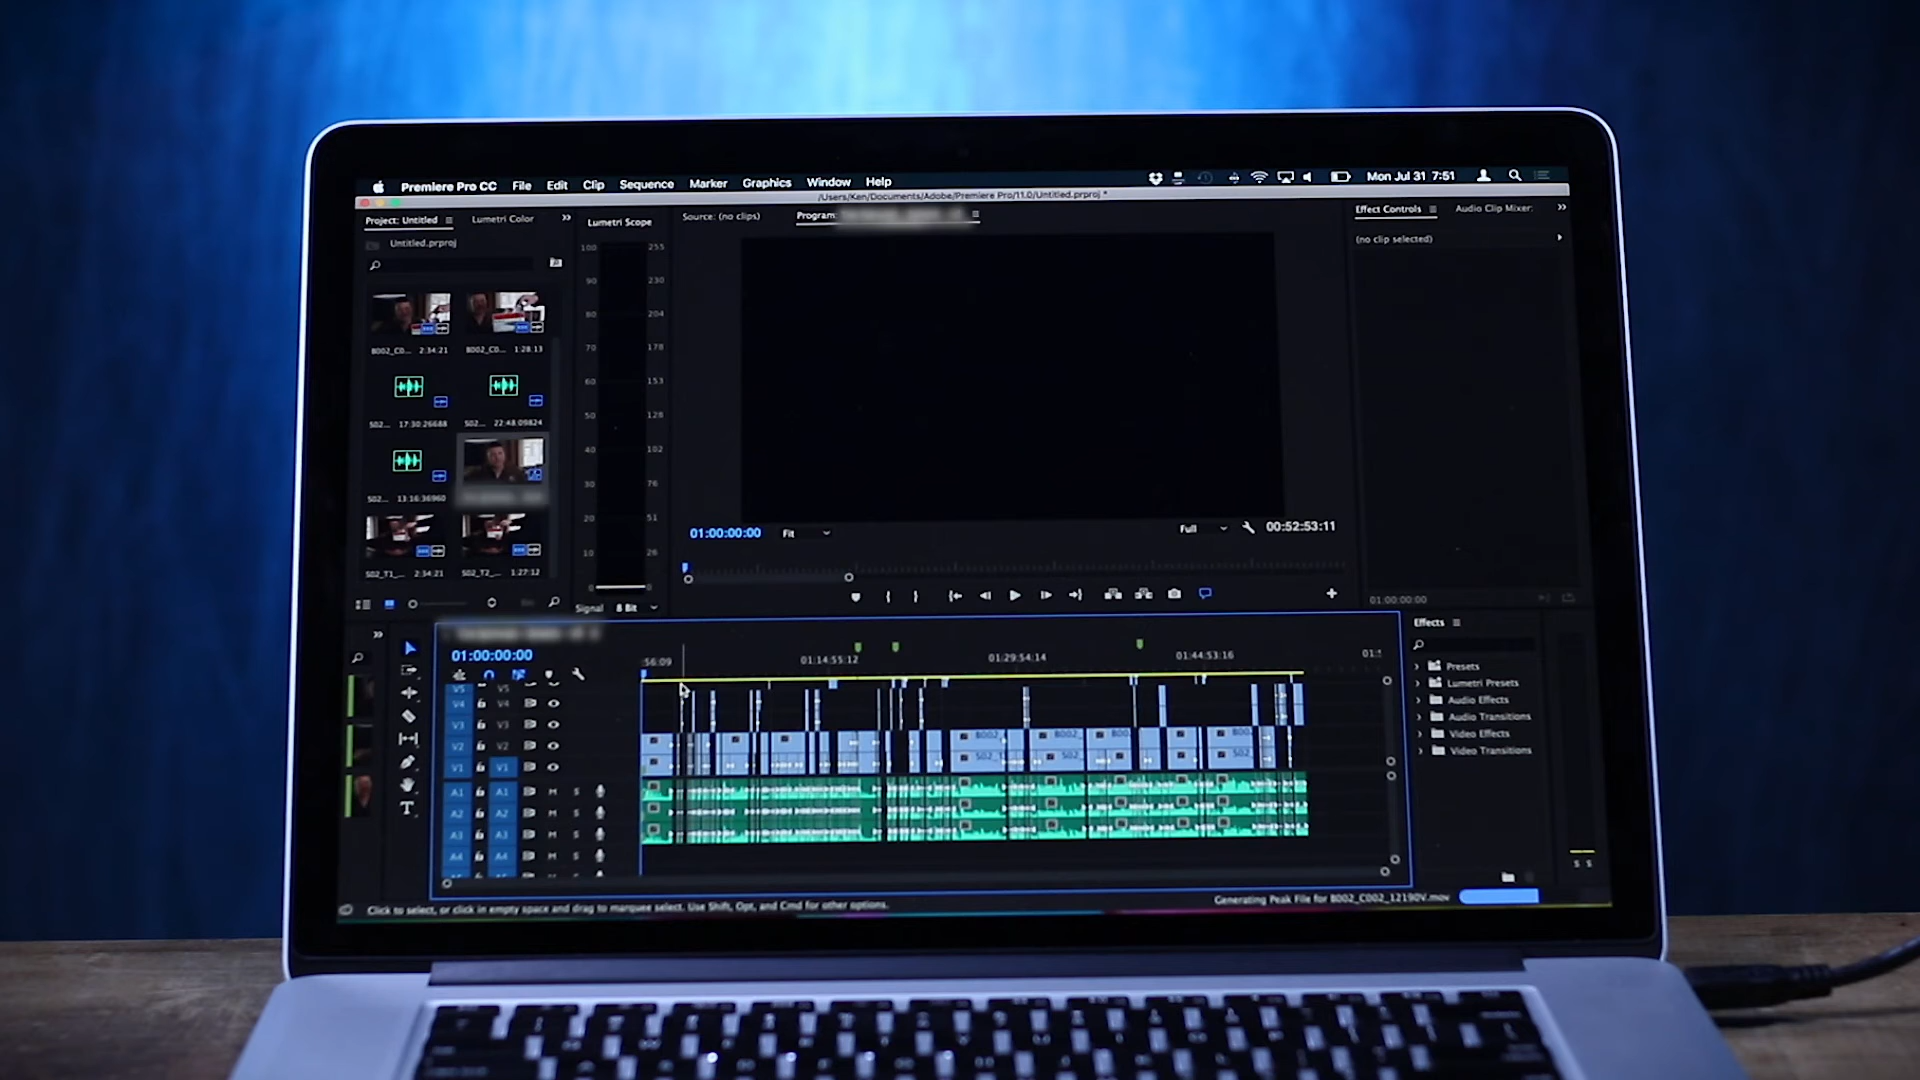 Premiere Pro CC File Edit Clip Sequence Marker Graphics Window Help Mon Jul 31 7:51
/Users/Ken/Documents/Adobe/Premiere Pro/11.0/Untitled.prproj *
Project: Untitled Lumetri Color Lumetri Scope Source: (no clips) Program: Effect Controls Audio Clip Mixer:
Untitled.prproj
(no clip selected)
100 255
90 230
80 204
70 178
60 153
50 128
40 102
30 76
20 51
10 26
0 0
B002_C0... 2:34:21 B002_C0... 1:28:13
S02... 17:30:26688 S02... 22:48.09824
S02... 13:16:36960
S02_T1_... 2:34:21 S02_T2_... 1:27:12
Signal 8 Bit
01:00:00:00 Fit Full 00:52:53:11
01:00:00:00
01:00:00:00
:56:09 01:14:55:12 01:29:54:14 01:44:53:16 01:5
V5 V5
V4 V4
V3 V3
V2 V2
V1 V1
A1 A1 M S
A2 A2 M S
A3 A3 M S
A4 A4 M S
B002_ B002_ B00 B002_
S02_ S02_ S02
Effects
Presets
Lumetri Presets
Audio Effects
Audio Transitions
Video Effects
Video Transitions
S S
Click to select, or click in empty space and drag to marquee select. Use Shift, Opt, and Cmd for other options.
Generating Peak File for B002_C002_12190V.mov